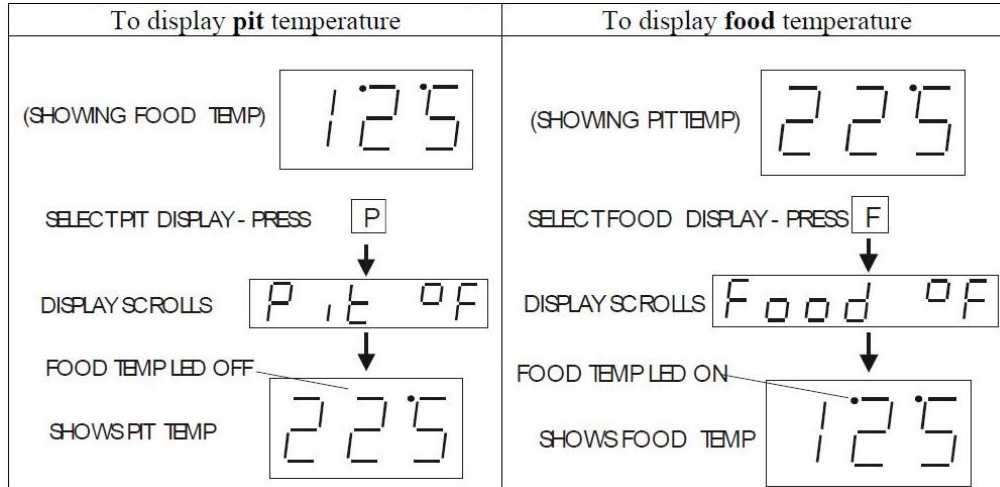 To display pit temperature
(SHOWING FOOD TEMP)
125
SELECT PIT DISPLAY - PRESS P
DISPLAY SCROLLS
Pit °F
FOOD TEMP LED OFF
SHOWS PIT TEMP
225
To display food temperature
(SHOWING PIT TEMP)
225
SELECT FOOD DISPLAY - PRESS F
DISPLAY SCROLLS
Food °F
FOOD TEMP LED ON
SHOWS FOOD TEMP
125